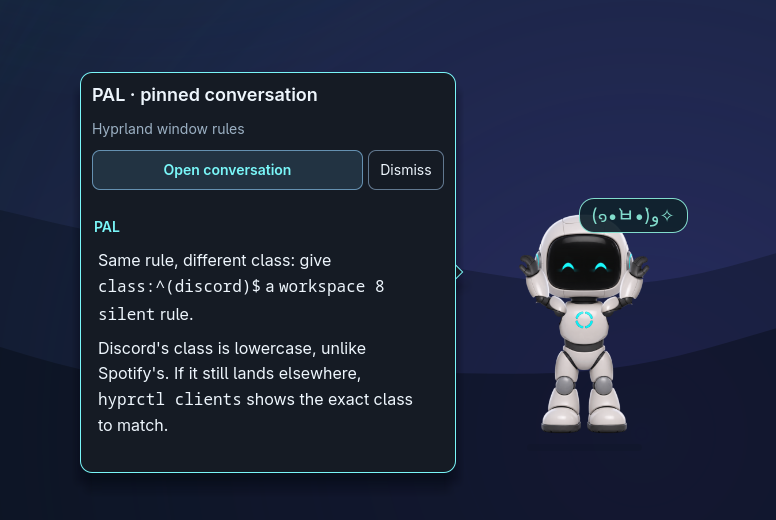 PAL · pinned conversation
Hyprland window rules
Open conversation
Dismiss
PAL
Same rule, different class: give
class:^(discord)$ a workspace 8
silent rule.
Discord's class is lowercase, unlike
Spotify's. If it still lands elsewhere,
hyprctl clients shows the exact class
to match.
(๑•̀ㅂ•́)و✧